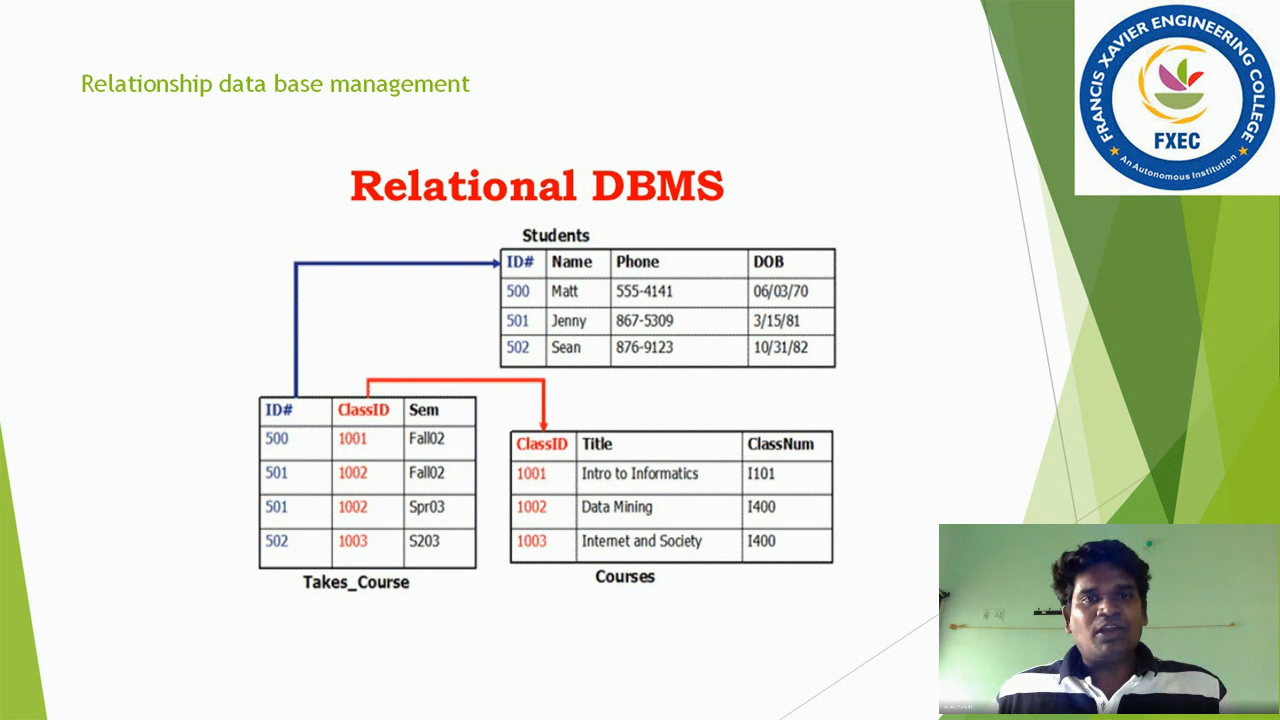 Relationship data base management
FRANCIS XAVIER ENGINEERING COLLEGE
FXEC
An Autonomous Institution
Relational DBMS
Students
ID# Name Phone DOB
500 Matt 555-4141 06/03/70
501 Jenny 867-5309 3/15/81
502 Sean 876-9123 10/31/82
ID# ClassID Sem
500 1001 Fall02
501 1002 Fall02
501 1002 Spr03
502 1003 S203
Takes_Course
ClassID Title ClassNum
1001 Intro to Informatics I101
1002 Data Mining I400
1003 Internet and Society I400
Courses